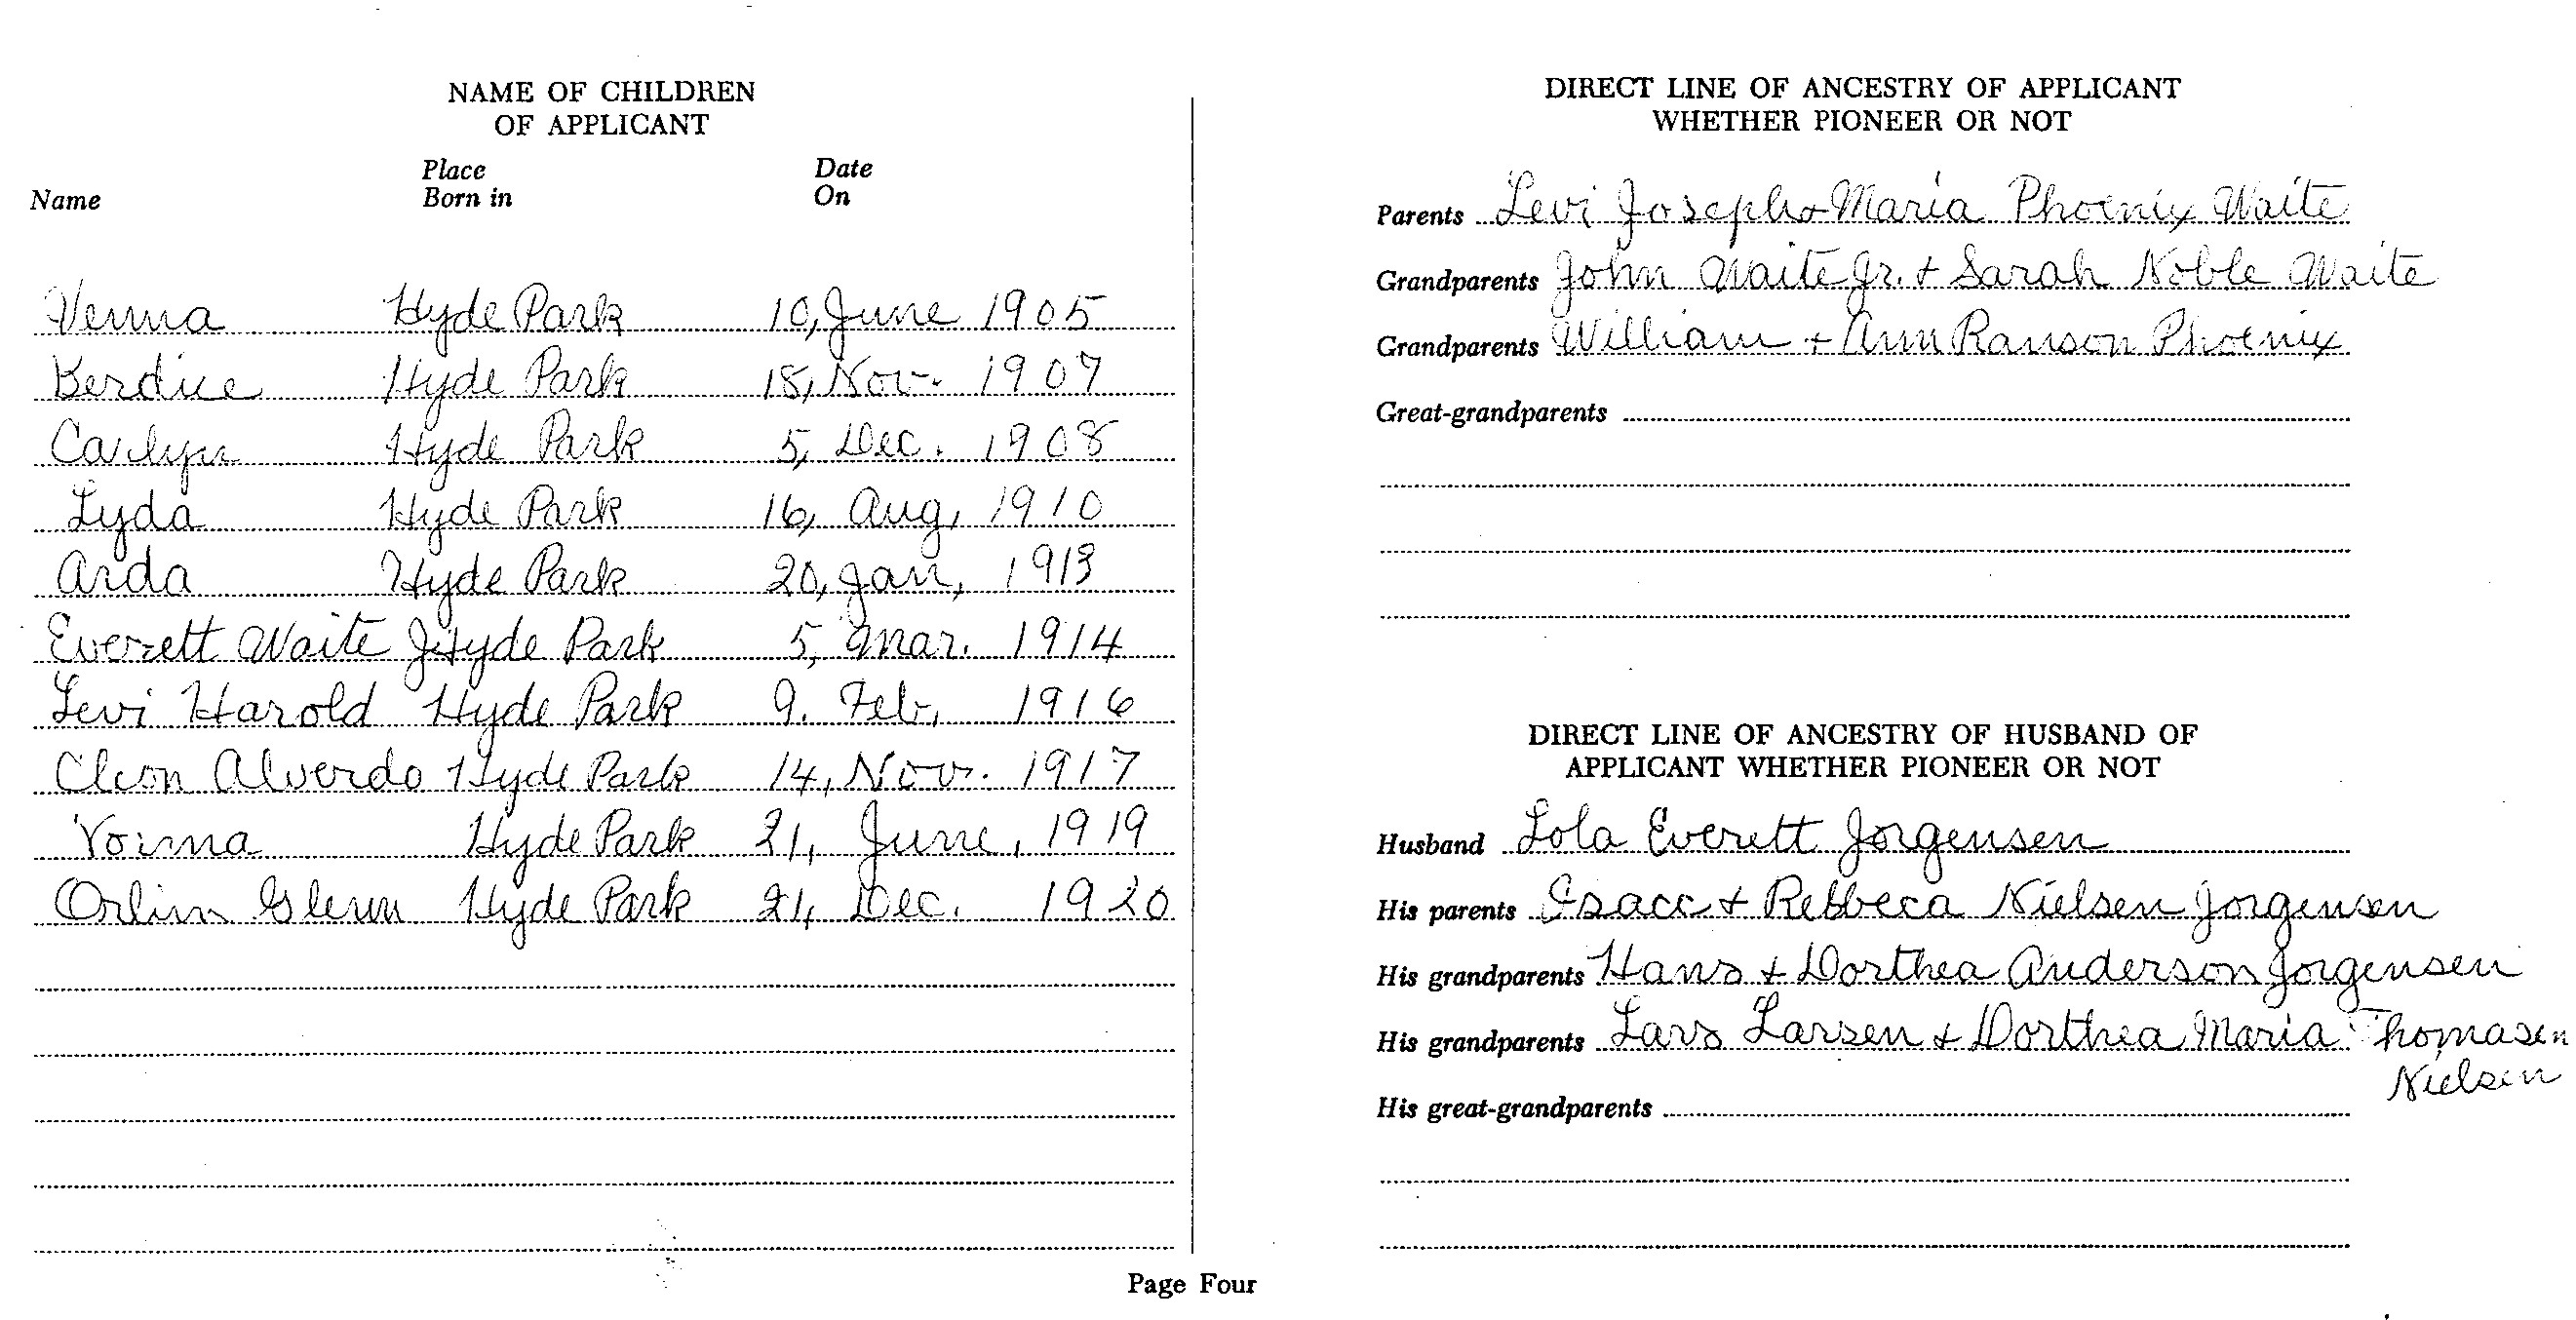 NAME OF CHILDREN
OF APPLICANT
Name Place Born in Date On
Venna Hyde Park 10, June 1905
Berdice Hyde Park 18, Nov. 1907
Carlyn Hyde Park 5, Dec. 1908
Lyda Hyde Park 16, Aug, 1910
Arda Hyde Park 20, Jan, 1913
Everett Waite J Hyde Park 5, Mar. 1914
Levi Harold Hyde Park 9. Feb, 1916
Cleon Alverdo Hyde Park 14, Nov. 1917
Hyde Park 21, June, 1919
Orlin Glenn Hyde Park 21, Dec. 1920
DIRECT LINE OF ANCESTRY OF APPLICANT
WHETHER PIONEER OR NOT
Parents Levi Joseph & Maria Phoenix Waite
Grandparents John Waite Jr. + Sarah Noble Waite
Grandparents William + Ann Ranson Phoenix
Great-grandparents
DIRECT LINE OF ANCESTRY OF HUSBAND OF
APPLICANT WHETHER PIONEER OR NOT
Husband Lola Everett Jorgensen
His parents Isacc + Rebbeca Nielsen Jorgensen
His grandparents Hans + Dorthea Anderson Jorgensen
His grandparents Lars Larsen + Dorthea Maria Thomasen
Nielsen
His great-grandparents
Page Four